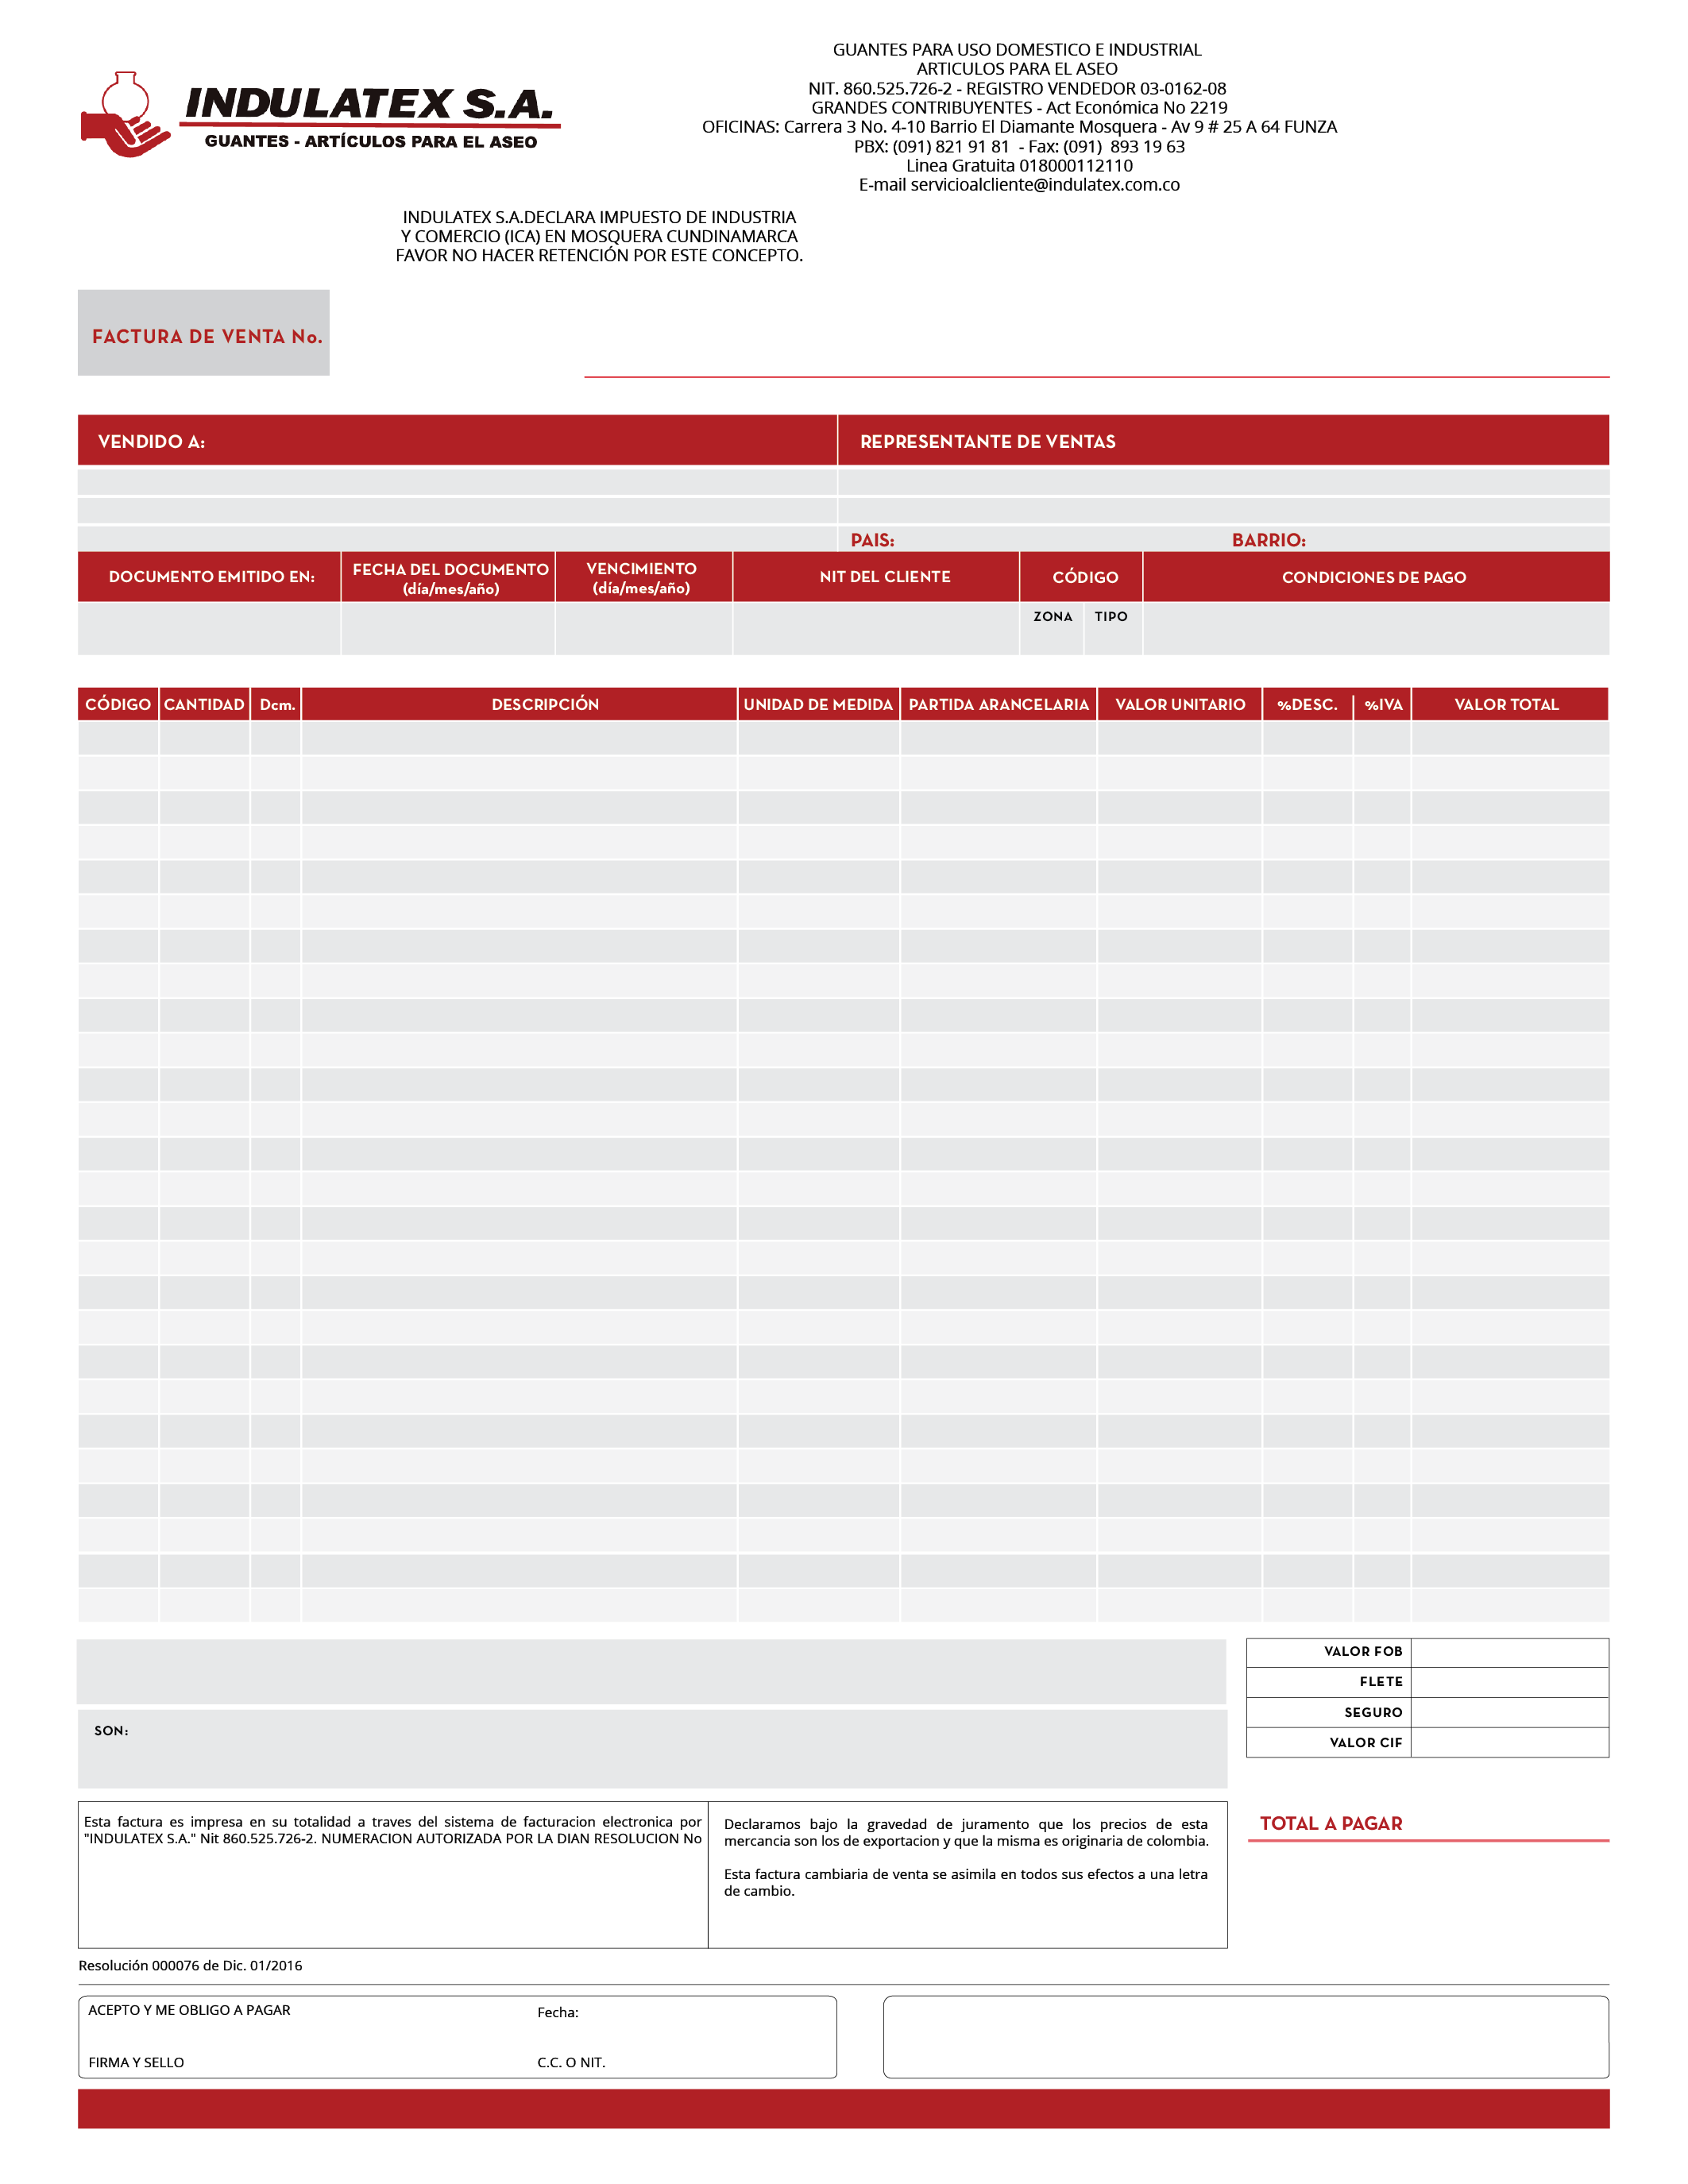 INDULATEX S.A.
GUANTES - ARTÍCULOS PARA EL ASEO
GUANTES PARA USO DOMESTICO E INDUSTRIAL
ARTICULOS PARA EL ASEO
NIT. 860.525.726-2 - REGISTRO VENDEDOR 03-0162-08
GRANDES CONTRIBUYENTES - Act Económica No 2219
OFICINAS: Carrera 3 No. 4-10 Barrio El Diamante Mosquera - Av 9 # 25 A 64 FUNZA
PBX: (091) 821 91 81 - Fax: (091) 893 19 63
Linea Gratuita 018000112110
E-mail servicioalcliente@indulatex.com.co
INDULATEX S.A.DECLARA IMPUESTO DE INDUSTRIA
Y COMERCIO (ICA) EN MOSQUERA CUNDINAMARCA
FAVOR NO HACER RETENCIÓN POR ESTE CONCEPTO.
FACTURA DE VENTA No.
VENDIDO A: REPRESENTANTE DE VENTAS
PAIS: BARRIO:
DOCUMENTO EMITIDO EN: FECHA DEL DOCUMENTO (día/mes/año) VENCIMIENTO (día/mes/año) NIT DEL CLIENTE CÓDIGO CONDICIONES DE PAGO
ZONA TIPO
CÓDIGO CANTIDAD Dcm. DESCRIPCIÓN UNIDAD DE MEDIDA PARTIDA ARANCELARIA VALOR UNITARIO %DESC. %IVA VALOR TOTAL
VALOR FOB
FLETE
SEGURO
VALOR CIF
SON:
Esta factura es impresa en su totalidad a traves del sistema de facturacion electronica por
"INDULATEX S.A." Nit 860.525.726-2. NUMERACION AUTORIZADA POR LA DIAN RESOLUCION No
Declaramos bajo la gravedad de juramento que los precios de esta
mercancia son los de exportacion y que la misma es originaria de colombia.
Esta factura cambiaria de venta se asimila en todos sus efectos a una letra
de cambio.
TOTAL A PAGAR
Resolución 000076 de Dic. 01/2016
ACEPTO Y ME OBLIGO A PAGAR Fecha:
FIRMA Y SELLO C.C. O NIT.